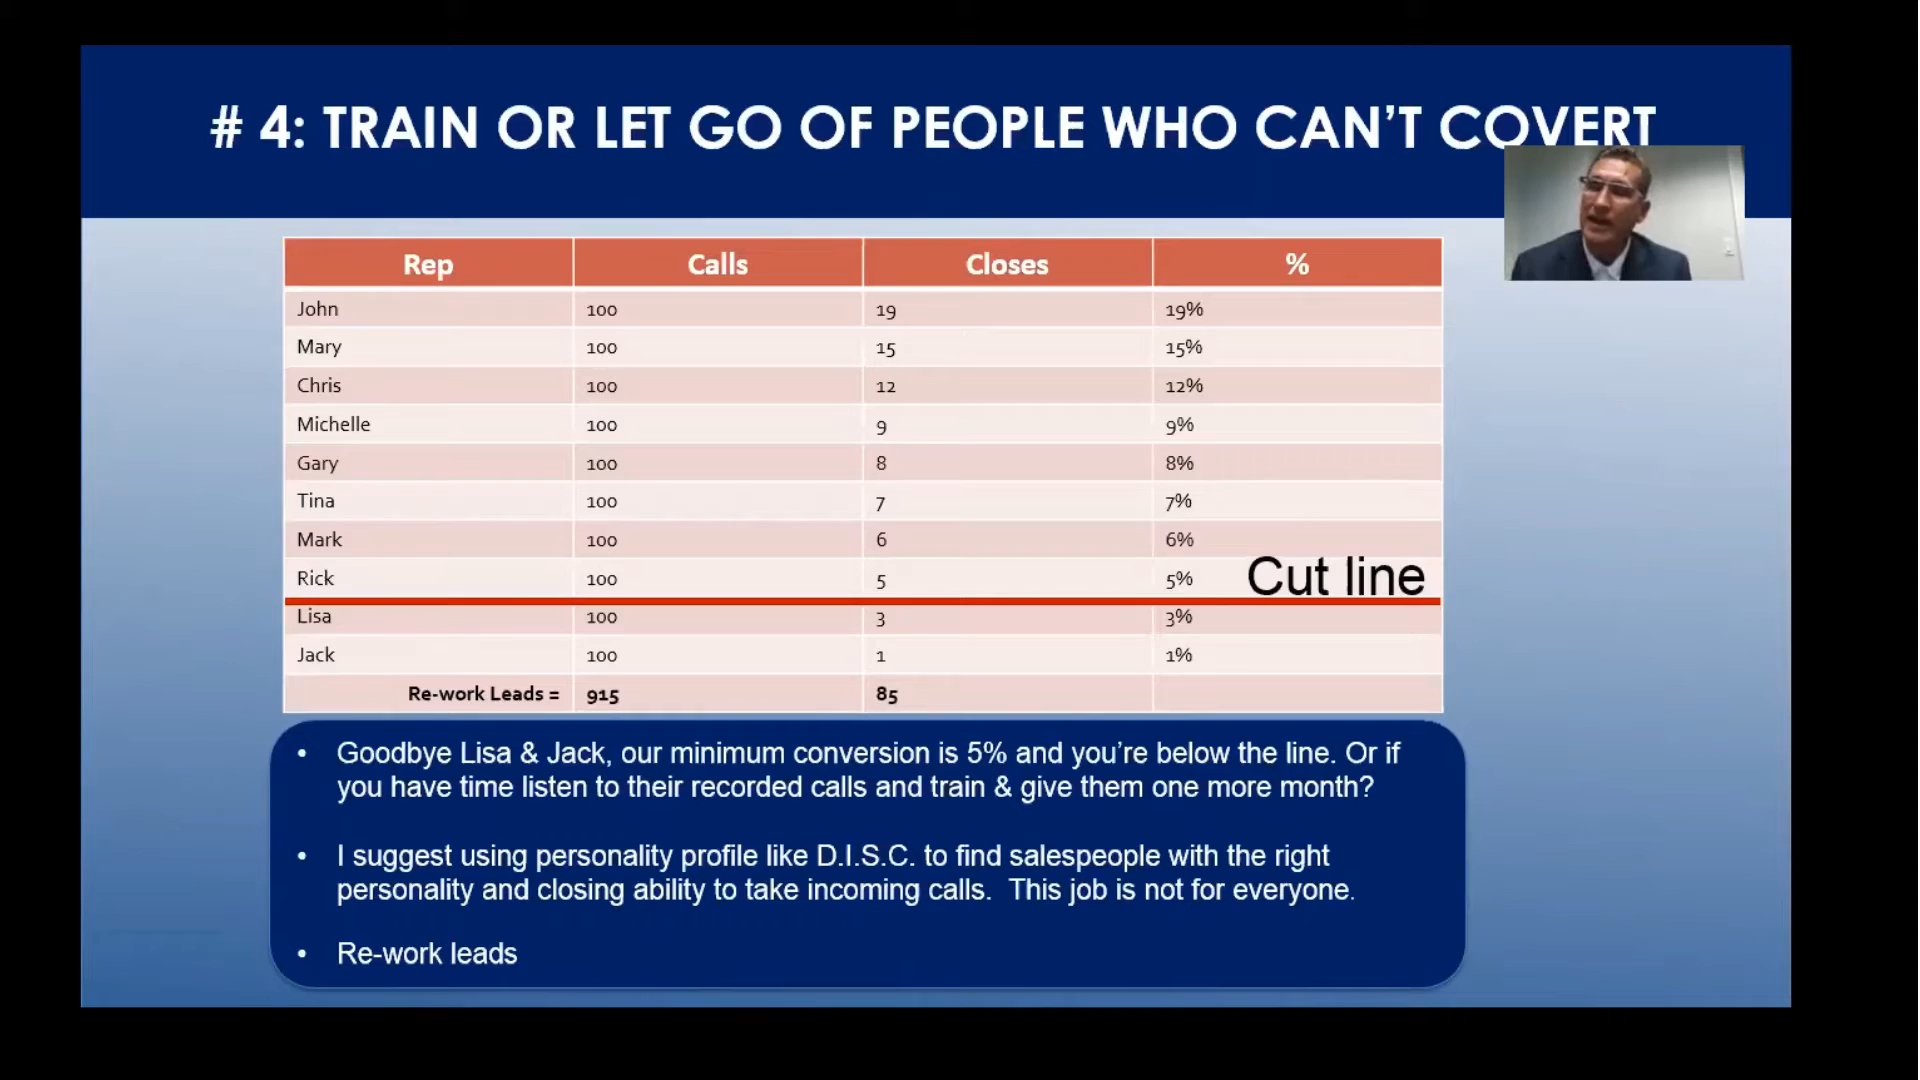 # 4: TRAIN OR LET GO OF PEOPLE WHO CAN'T COVERT
Rep Calls Closes %
John 100 19 19%
Mary 100 15 15%
Chris 100 12 12%
Michelle 100 9 9%
Gary 100 8 8%
Tina 100 7 7%
Mark 100 6 6%
Rick 100 5 5% Cut line
Lisa 100 3 3%
Jack 100 1 1%
Re-work Leads = 915 85
• Goodbye Lisa & Jack, our minimum conversion is 5% and you're below the line. Or if
you have time listen to their recorded calls and train & give them one more month?
• I suggest using personality profile like D.I.S.C. to find salespeople with the right
personality and closing ability to take incoming calls. This job is not for everyone.
• Re-work leads